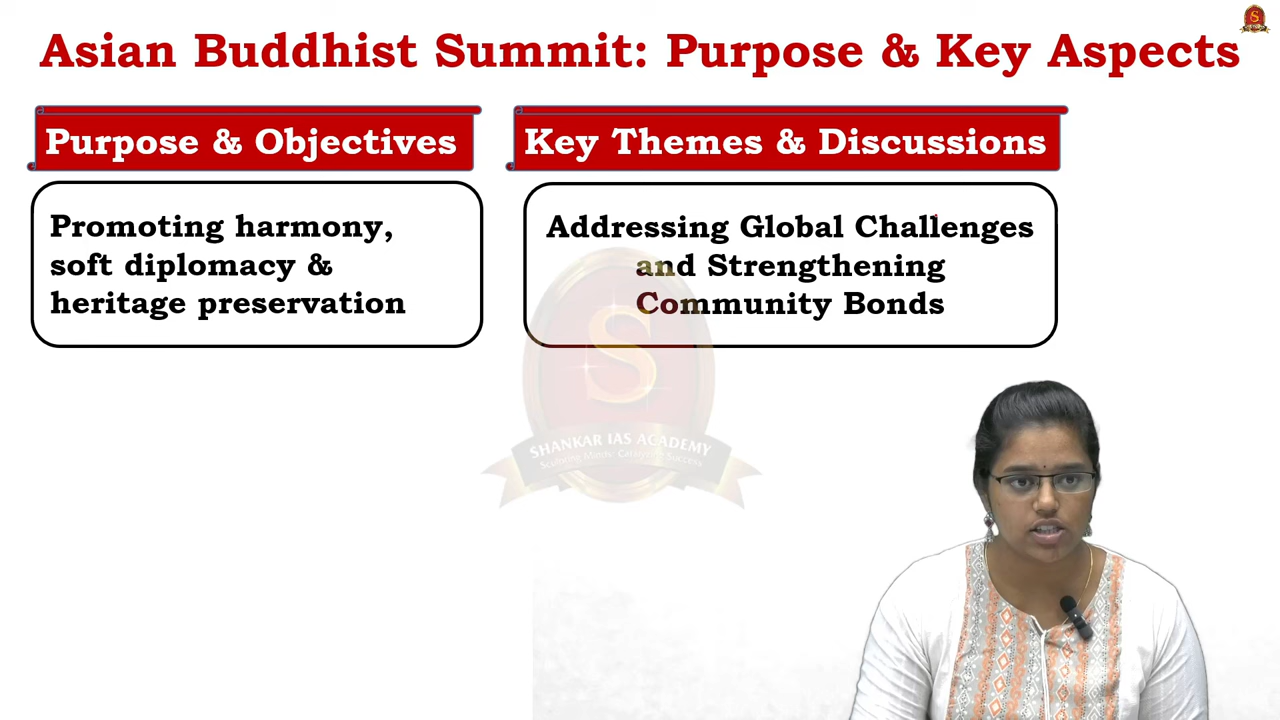 Asian Buddhist Summit: Purpose & Key Aspects
Purpose & Objectives
Promoting harmony,
soft diplomacy &
heritage preservation
Key Themes & Discussions
Addressing Global Challenges
and Strengthening
Community Bonds
S
SHANKAR IAS ACADEMY